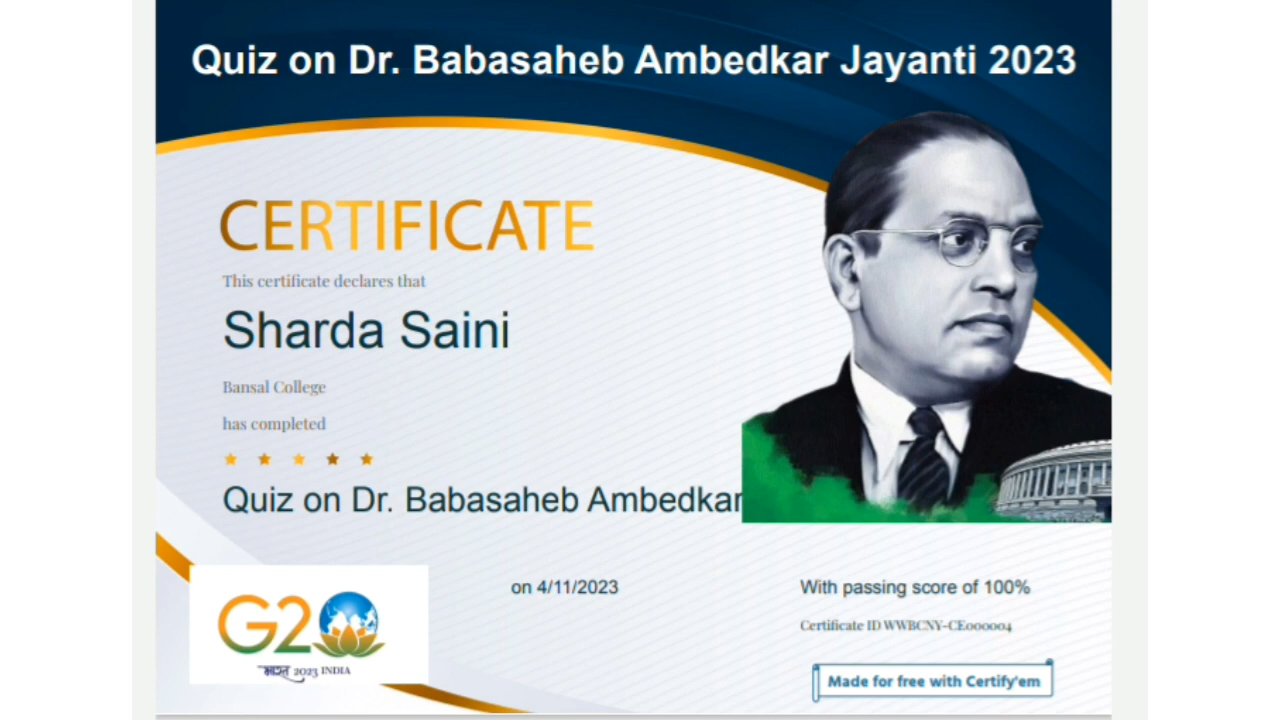 Quiz on Dr. Babasaheb Ambedkar Jayanti 2023
CERTIFICATE
This certificate declares that
Sharda Saini
Bansal College
has completed
Quiz on Dr. Babasaheb Ambedkar
on 4/11/2023
With passing score of 100%
Certificate ID WWBCNY-CE000004
G20
भारत 2023 INDIA
Made for free with Certify'em